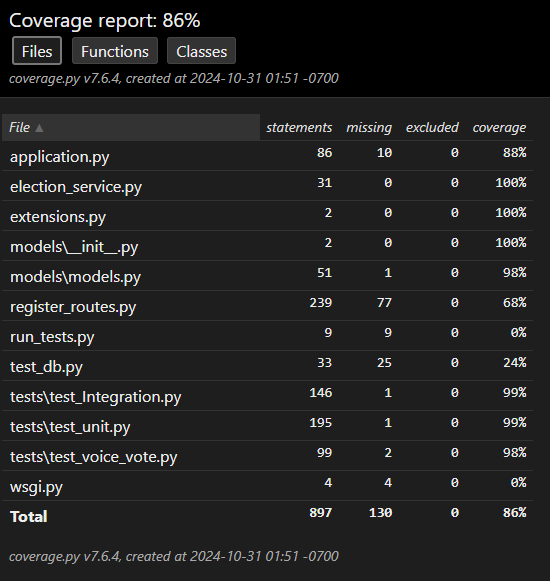 Coverage report: 86%
Files Functions Classes
coverage.py v7.6.4, created at 2024-10-31 01:51 -0700
File ▲ statements missing excluded coverage
application.py 86 10 0 88%
election_service.py 31 0 0 100%
extensions.py 2 0 0 100%
models\__init__.py 2 0 0 100%
models\models.py 51 1 0 98%
register_routes.py 239 77 0 68%
run_tests.py 9 9 0 0%
test_db.py 33 25 0 24%
tests\test_Integration.py 146 1 0 99%
tests\test_unit.py 195 1 0 99%
tests\test_voice_vote.py 99 2 0 98%
wsgi.py 4 4 0 0%
Total 897 130 0 86%
coverage.py v7.6.4, created at 2024-10-31 01:51 -0700